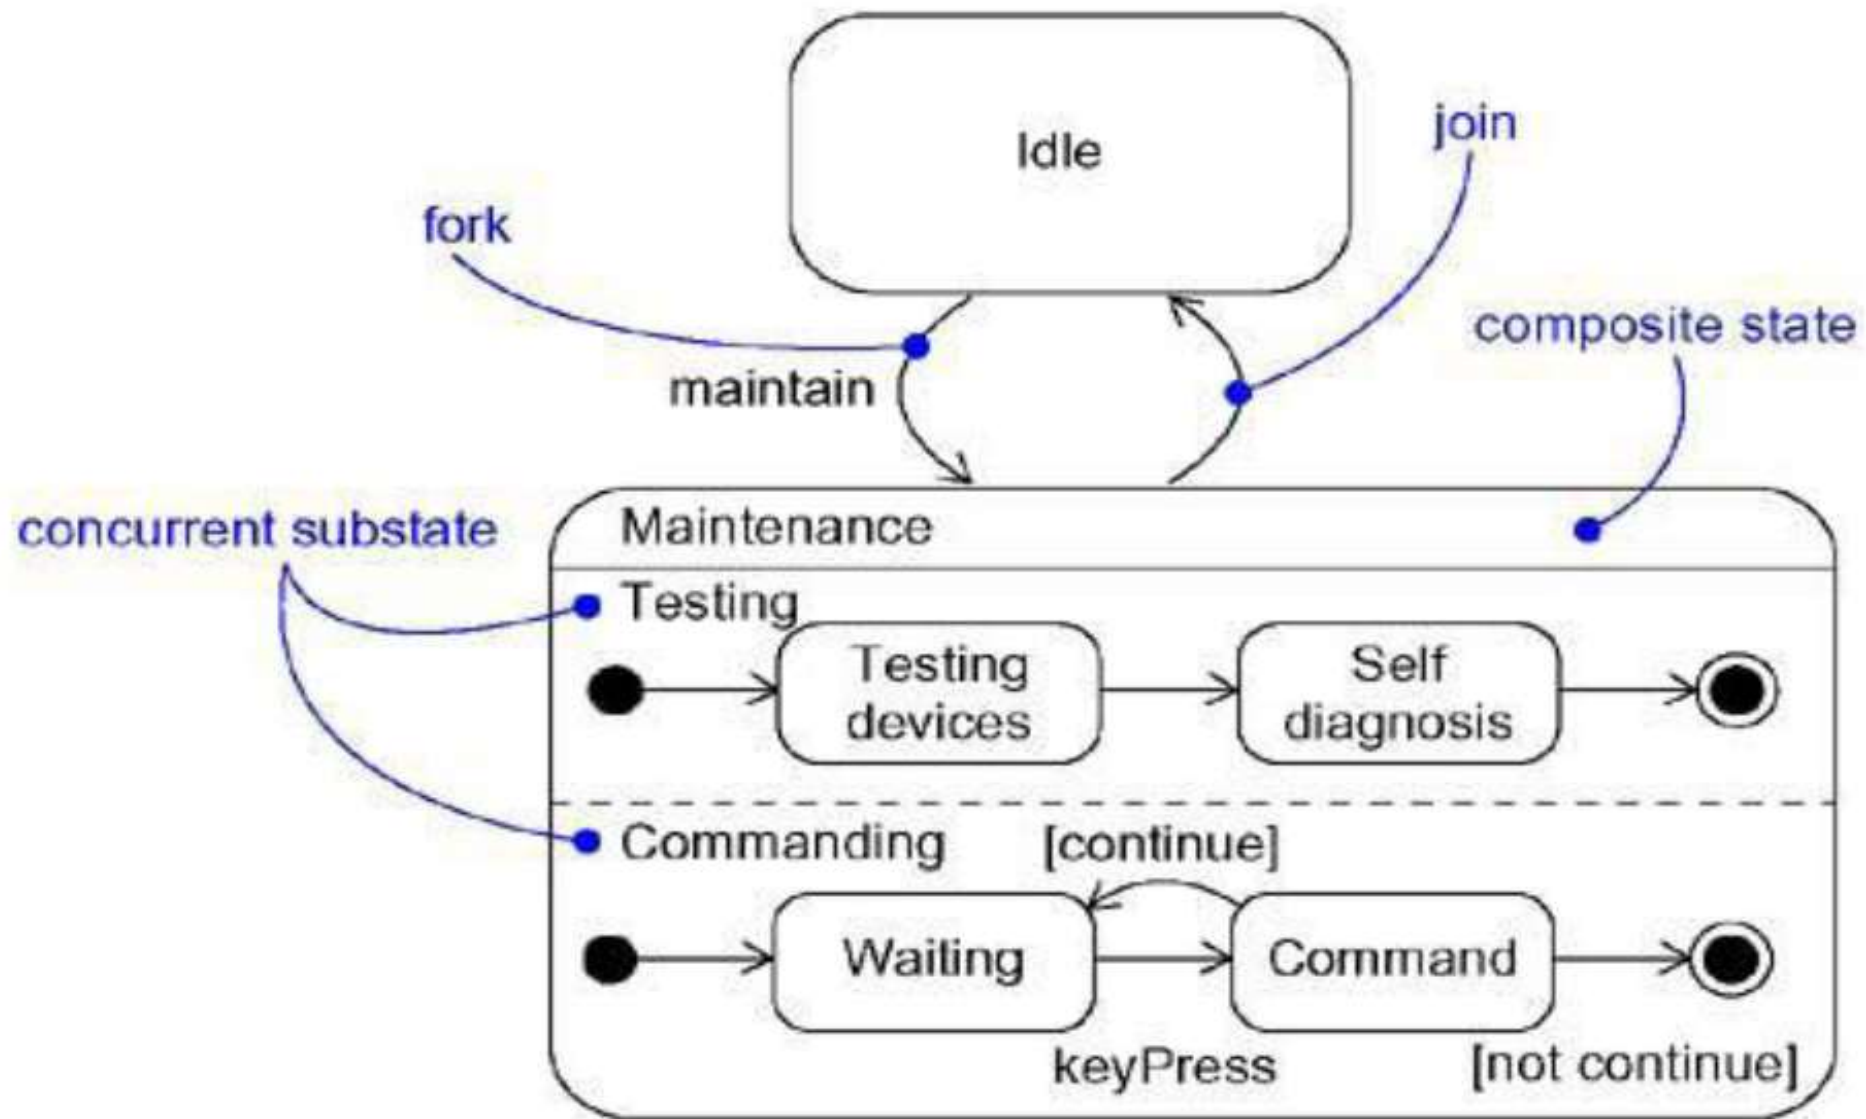 Idle
join
fork
composite state
maintain
concurrent substate
Maintenance
Testing
Testing
devices
Self
diagnosis
Commanding
[continue]
Waiting
Command
keyPress
[not continue]